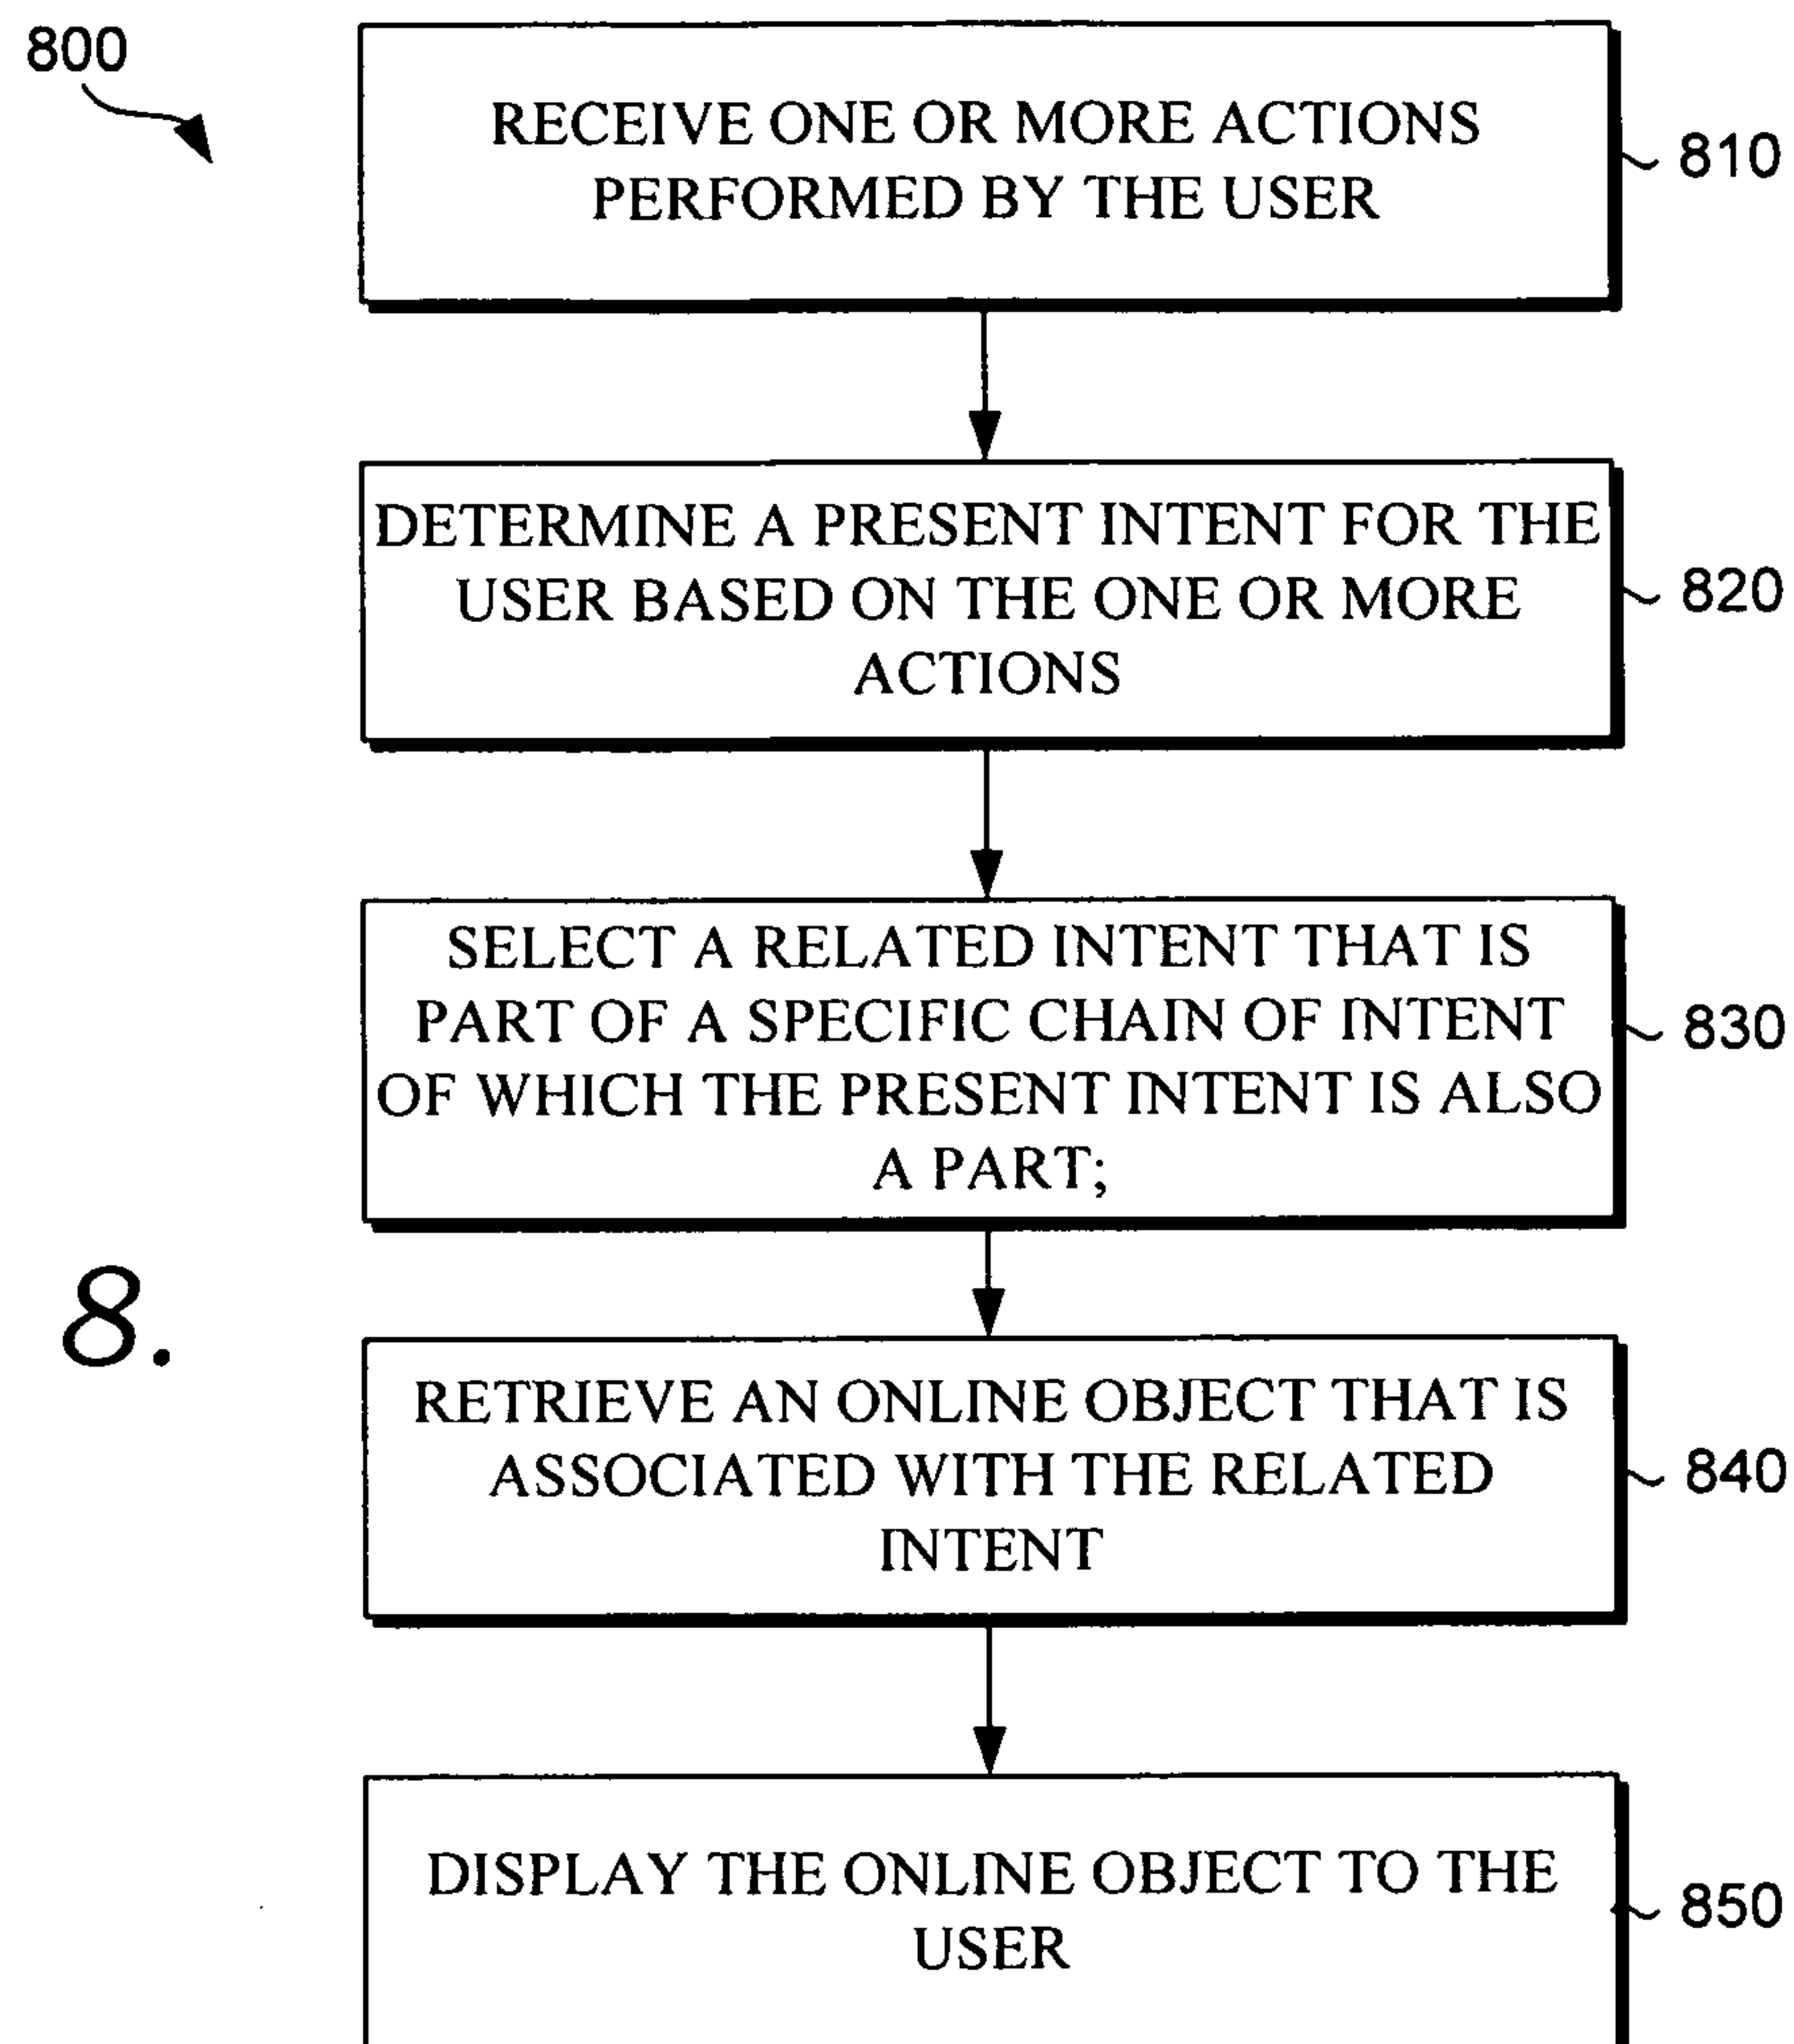 800
RECEIVE ONE OR MORE ACTIONS
PERFORMED BY THE USER
810
DETERMINE A PRESENT INTENT FOR THE
USER BASED ON THE ONE OR MORE
ACTIONS
820
SELECT A RELATED INTENT THAT IS
PART OF A SPECIFIC CHAIN OF INTENT
OF WHICH THE PRESENT INTENT IS ALSO
A PART;
830
8.
RETRIEVE AN ONLINE OBJECT THAT IS
ASSOCIATED WITH THE RELATED
INTENT
840
DISPLAY THE ONLINE OBJECT TO THE
USER
850